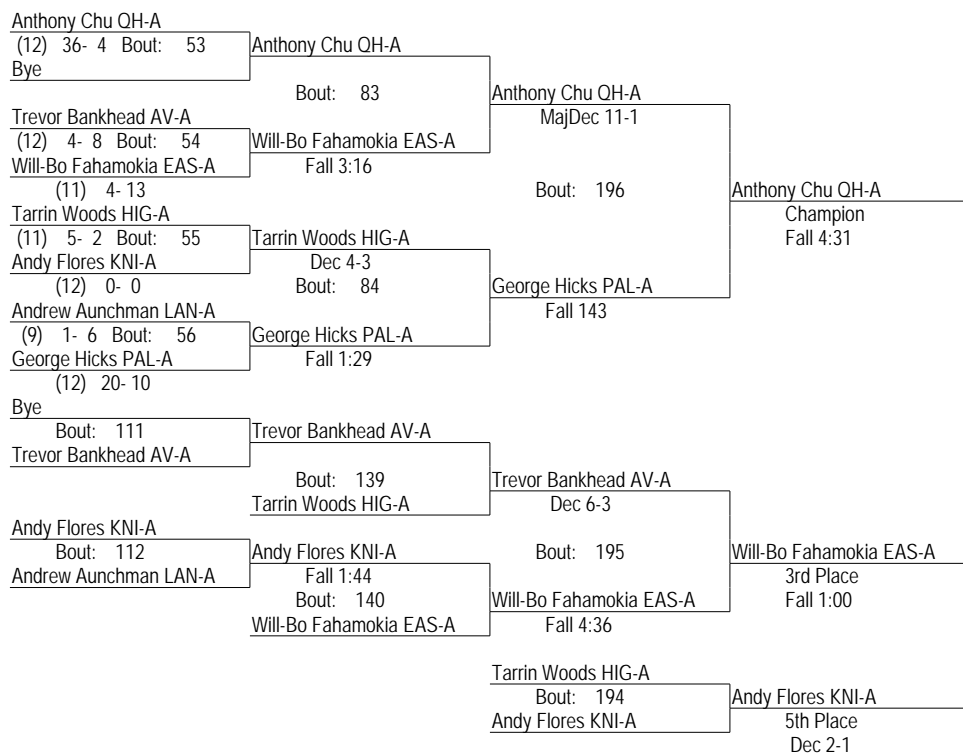 Anthony Chu QH-A
(12) 36- 4 Bout: 53
Bye
Anthony Chu QH-A
Bout: 83
Trevor Bankhead AV-A
(12) 4- 8 Bout: 54
Will-Bo Fahamokia EAS-A
(11) 4- 13
Will-Bo Fahamokia EAS-A
Fall 3:16
Anthony Chu QH-A
MajDec 11-1
Bout: 196
Tarrin Woods HIG-A
(11) 5- 2 Bout: 55
Andy Flores KNI-A
(12) 0- 0
Tarrin Woods HIG-A
Dec 4-3
Bout: 84
Andrew Aunchman LAN-A
(9) 1- 6 Bout: 56
George Hicks PAL-A
(12) 20- 10
George Hicks PAL-A
Fall 1:29
George Hicks PAL-A
Fall 143
Anthony Chu QH-A
Champion
Fall 4:31
Bye
Bout: 111
Trevor Bankhead AV-A
Trevor Bankhead AV-A
Bout: 139
Tarrin Woods HIG-A
Trevor Bankhead AV-A
Dec 6-3
Bout: 195
Andy Flores KNI-A
Bout: 112
Andrew Aunchman LAN-A
Andy Flores KNI-A
Fall 1:44
Bout: 140
Will-Bo Fahamokia EAS-A
Will-Bo Fahamokia EAS-A
Fall 4:36
Will-Bo Fahamokia EAS-A
3rd Place
Fall 1:00
Tarrin Woods HIG-A
Bout: 194
Andy Flores KNI-A
Andy Flores KNI-A
5th Place
Dec 2-1